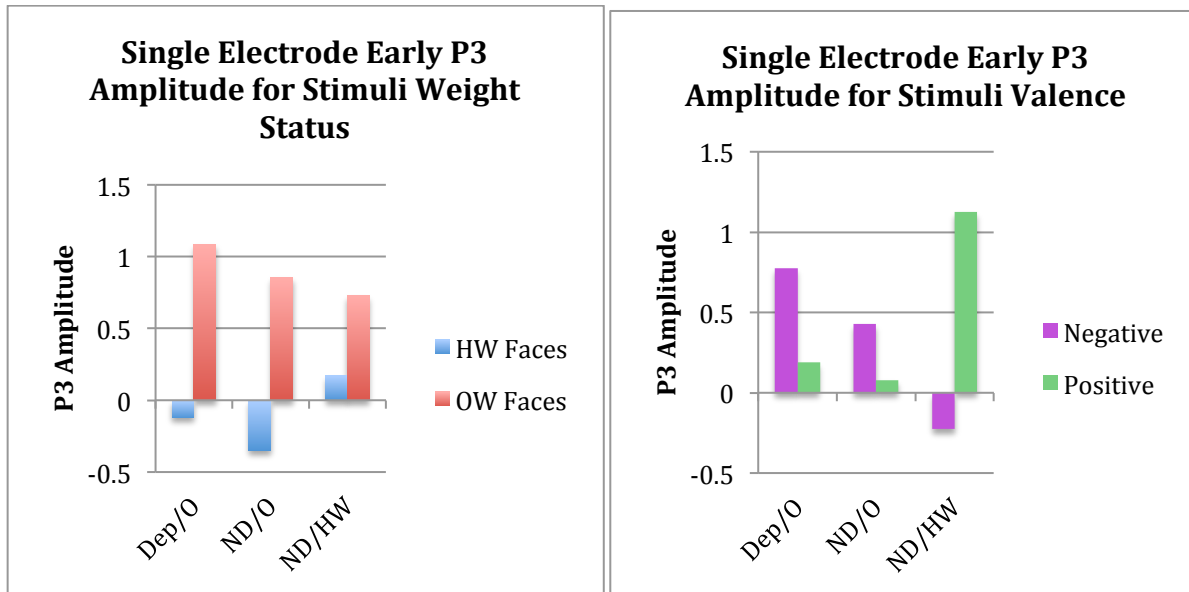 Single Electrode Early P3
Amplitude for Stimuli Weight
Status
P3 Amplitude
1.5
1
0.5
0
-0.5
Dep/O
ND/O
ND/HW
HW Faces
OW Faces
Single Electrode Early P3
Amplitude for Stimuli Valence
P3 Amplitude
1.5
1
0.5
0
-0.5
Dep/O
ND/O
ND/HW
Negative
Positive